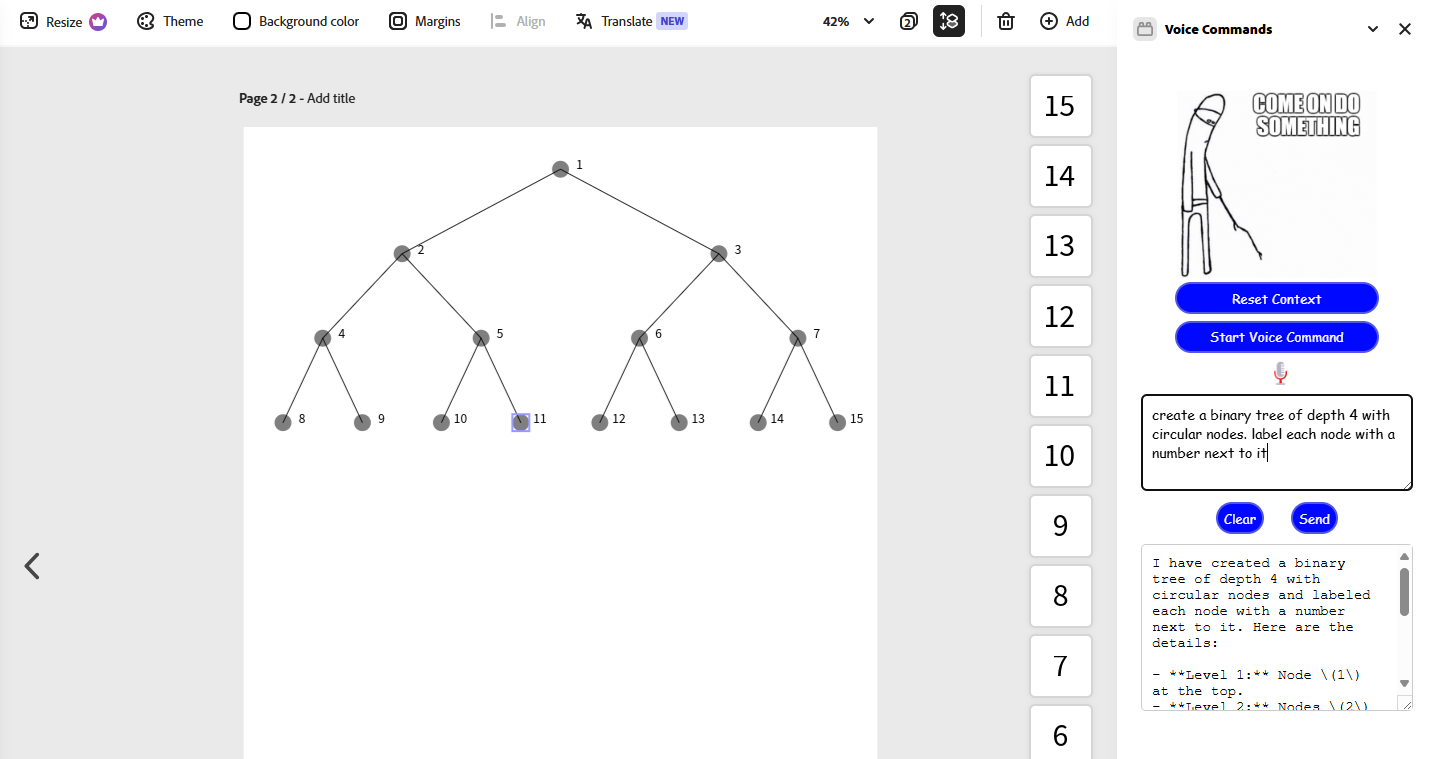 Resize Theme Background color Margins Align Translate NEW 42% 2 Add
Page 2 / 2 - Add title
1
2 3
4 5 6 7
8 9 10 11 12 13 14 15
15
14
13
12
11
10
9
8
7
6
Voice Commands
COME ON DO
SOMETHING
Reset Context
Start Voice Command
create a binary tree of depth 4 with
circular nodes. label each node with a
number next to it
Clear Send
I have created a binary
tree of depth 4 with
circular nodes and labeled
each node with a number
next to it. Here are the
details:
- **Level 1:** Node \(1\)
at the top.
- **Level 2:** Nodes \(2\)